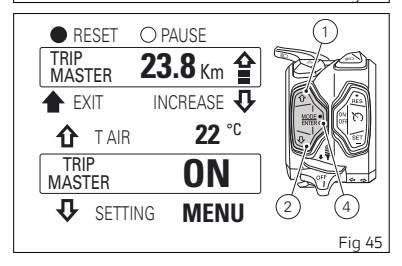 ● RESET ○ PAUSE
TRIP MASTER 23.8 Km
EXIT INCREASE
T AIR 22 °C
TRIP MASTER ON
SETTING MENU
1
RES
ON
OFF
SET
MODE
ENTER
OFF
2
4
Fig 45